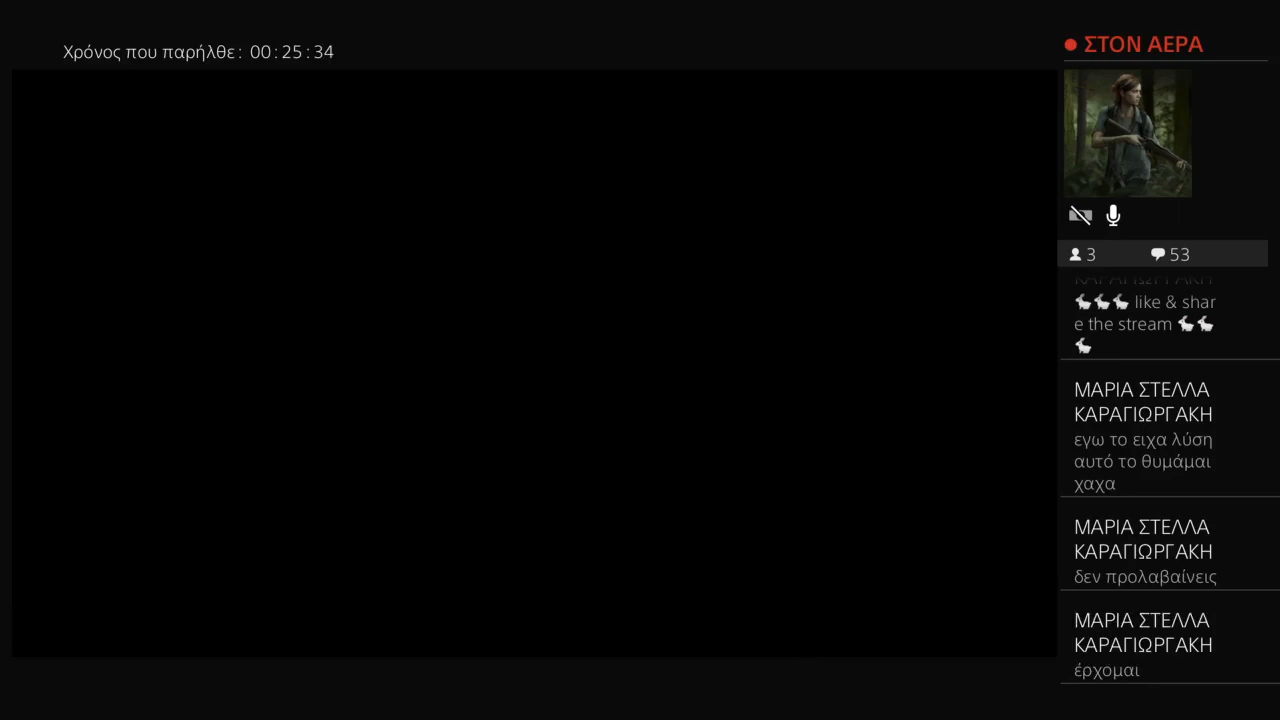 Χρόνος που παρήλθε: 00:25:34
ΣΤΟΝ ΑΕΡΑ
3 53
ΚΑΡΑΓΙΩΡΓΑΚΗ
like & shar
e the stream
ΜΑΡΙΑ ΣΤΕΛΛΑ
ΚΑΡΑΓΙΩΡΓΑΚΗ
εγω το ειχα λύση
αυτό το θυμάμαι
χαχα
ΜΑΡΙΑ ΣΤΕΛΛΑ
ΚΑΡΑΓΙΩΡΓΑΚΗ
δεν προλαβαίνεις
ΜΑΡΙΑ ΣΤΕΛΛΑ
ΚΑΡΑΓΙΩΡΓΑΚΗ
έρχομαι